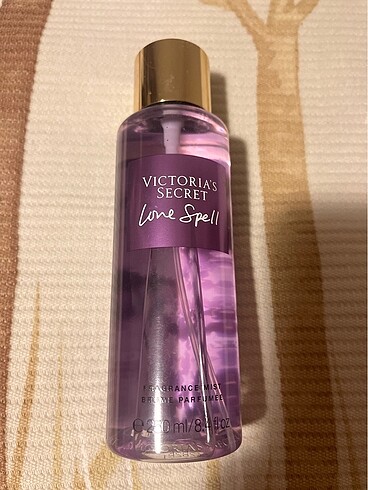 VICTORIA'S
SECRET
Love Spell
FRAGRANCE MIST
BRUME PARFUMÉE
℮ 250 ml/8.4 fl oz